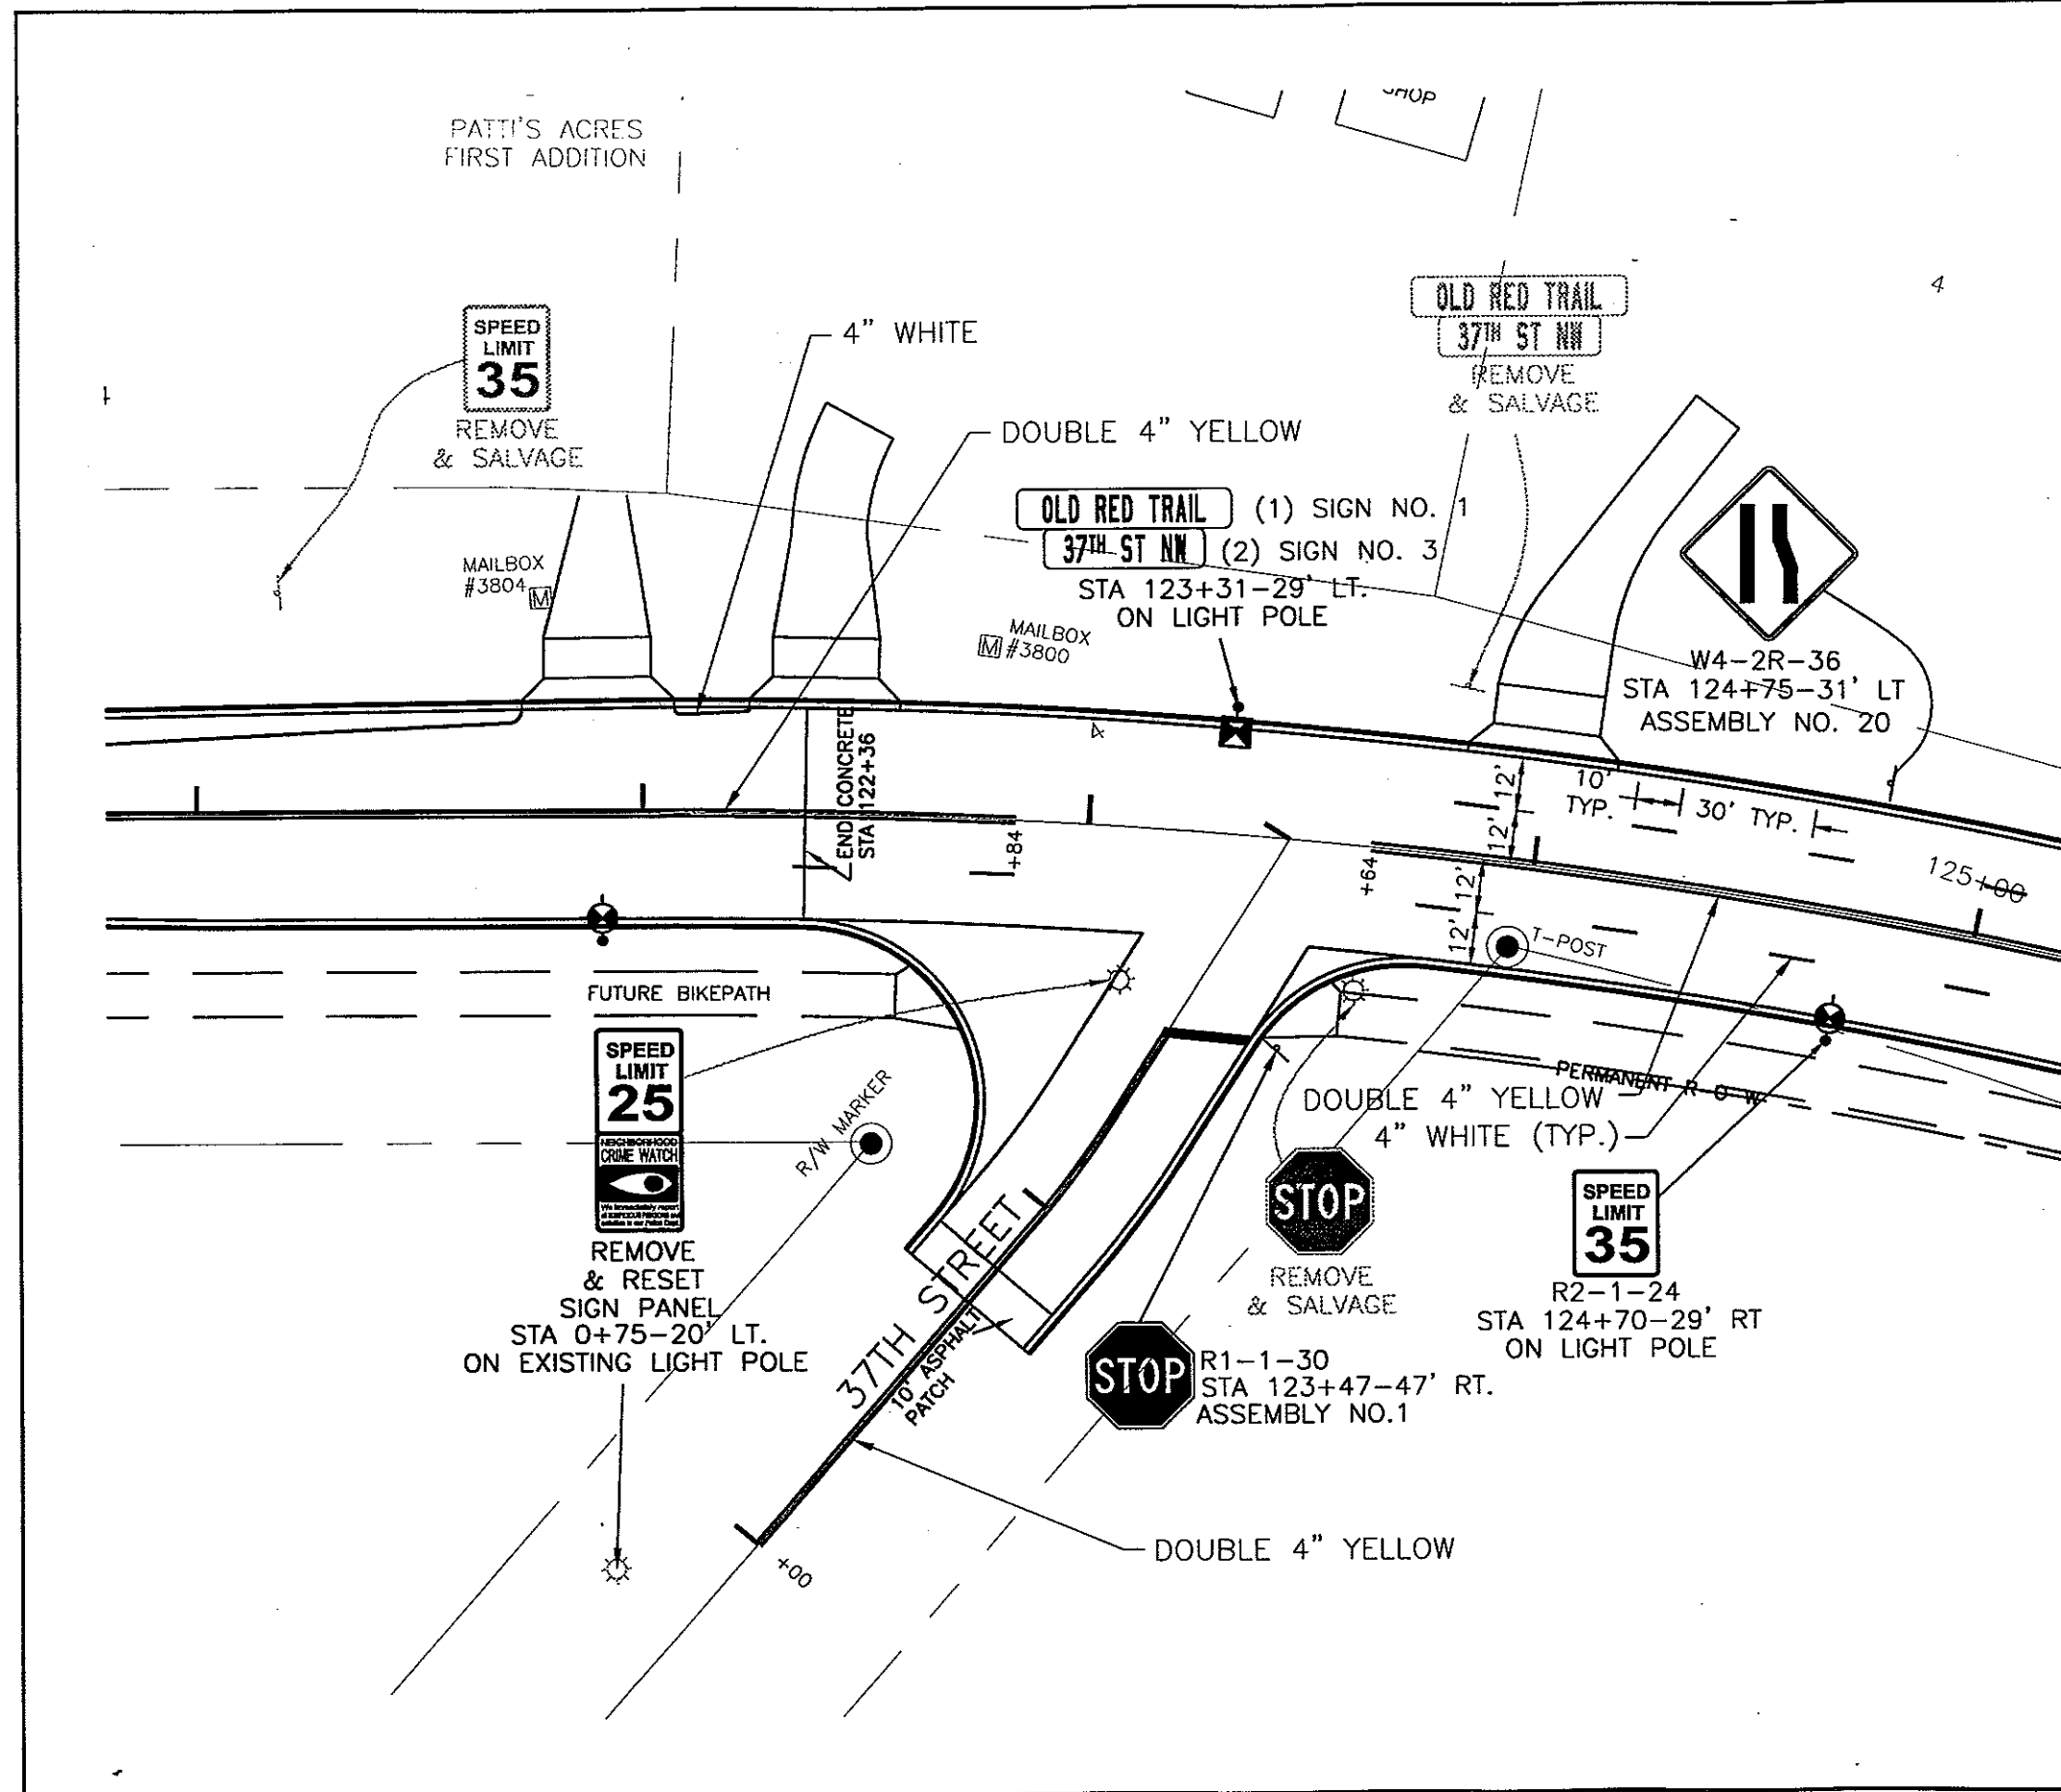 SHOP
PATTI'S ACRES
FIRST ADDITION
4
OLD RED TRAIL
37TH ST NW
REMOVE
& SALVAGE
SPEED
LIMIT
35
REMOVE
& SALVAGE
4" WHITE
DOUBLE 4" YELLOW
OLD RED TRAIL (1) SIGN NO. 1
37TH ST NW (2) SIGN NO. 3
STA 123+31-29' LT.
ON LIGHT POLE
MAILBOX
#3804 M
MAILBOX
M #3800
W4-2R-36
STA 124+75-31' LT
ASSEMBLY NO. 20
END CONCRETE
STA 122+36
4
+84
+64
12'
12'
12'
12'
10'
TYP.
30' TYP.
125+00
T-POST
FUTURE BIKEPATH
SPEED
LIMIT
25
NEIGHBORHOOD
CRIME WATCH
We immediately report
REMOVE
& RESET
SIGN PANEL
STA 0+75-20' LT.
ON EXISTING LIGHT POLE
R/W MARKER
PERMANENT R O W
DOUBLE 4" YELLOW
4" WHITE (TYP.)
STOP
REMOVE
& SALVAGE
SPEED
LIMIT
35
R2-1-24
STA 124+70-29' RT
ON LIGHT POLE
STOP
R1-1-30
STA 123+47-47' RT.
ASSEMBLY NO.1
37TH STREET
10' ASPHALT
PATCH
DOUBLE 4" YELLOW
+00